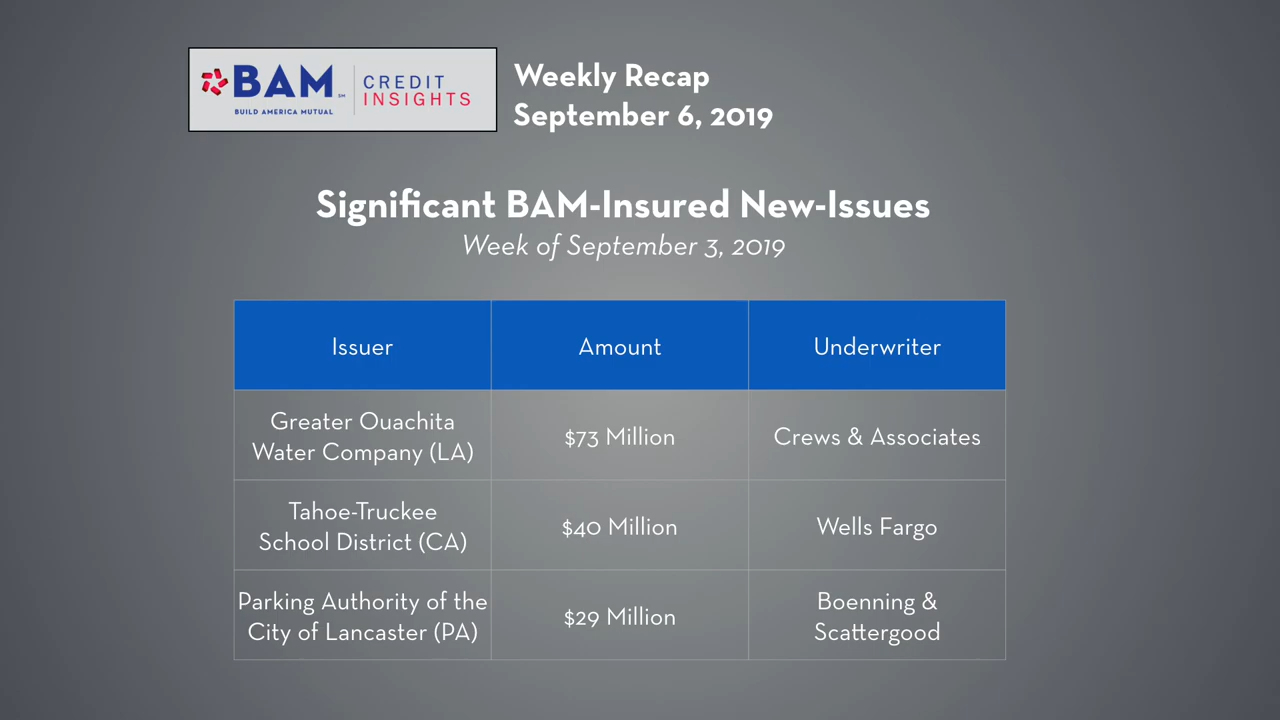 BAM SM
BUILD AMERICA MUTUAL
CREDIT
INSIGHTS
Weekly Recap
September 6, 2019
Significant BAM-Insured New-Issues
Week of September 3, 2019
Issuer
Amount
Underwriter
Greater Ouachita
Water Company (LA)
$73 Million
Crews & Associates
Tahoe-Truckee
School District (CA)
$40 Million
Wells Fargo
Parking Authority of the
City of Lancaster (PA)
$29 Million
Boenning &
Scattergood